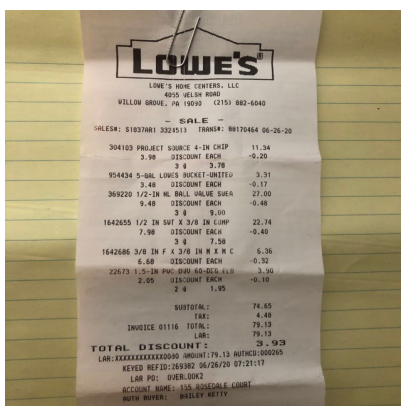 LOWE'S
LOWE'S HOME CENTERS, LLC
4055 WELSH ROAD
WILLOW GROVE, PA 19090 (215) 682-6040
- SALE -
SALES#: S1037AR1 3324513 TRANS#: 80170464 06-26-20
304103 PROJECT SOURCE 4-IN CHIP 11.34
3.98 DISCOUNT EACH -0.20
3 @ 3.78
954434 5-GAL LOWES BUCKET-UNITED 3.31
3.48 DISCOUNT EACH -0.17
369220 1/2-IN NL BALL VALVE SWEA 27.00
9.48 DISCOUNT EACH -0.48
3 @ 9.00
1642655 1/2 IN SWT X 3/8 IN COMP 22.74
7.98 DISCOUNT EACH -0.40
3 @ 7.58
1642686 3/8 IN F X 3/8 IN M X M C 6.36
6.68 DISCOUNT EACH -0.32
22673 1.5-IN PVC DWV 60-DEG ELB 3.90
2.05 DISCOUNT EACH -0.10
2 @ 1.95
SUBTOTAL: 74.65
TAX: 4.48
INVOICE 01116 TOTAL: 79.13
LAR: 79.13
TOTAL DISCOUNT: 3.93
LAR: AMOUNT:79.13 AUTHCD:000265
KEYED REFID:269382 06/26/20 07:21:17
LAR PO: OVERLOOK2
ACCOUNT NAME: 155 ROSEDALE COURT
AUTH BUYER: BAILEY KETTY